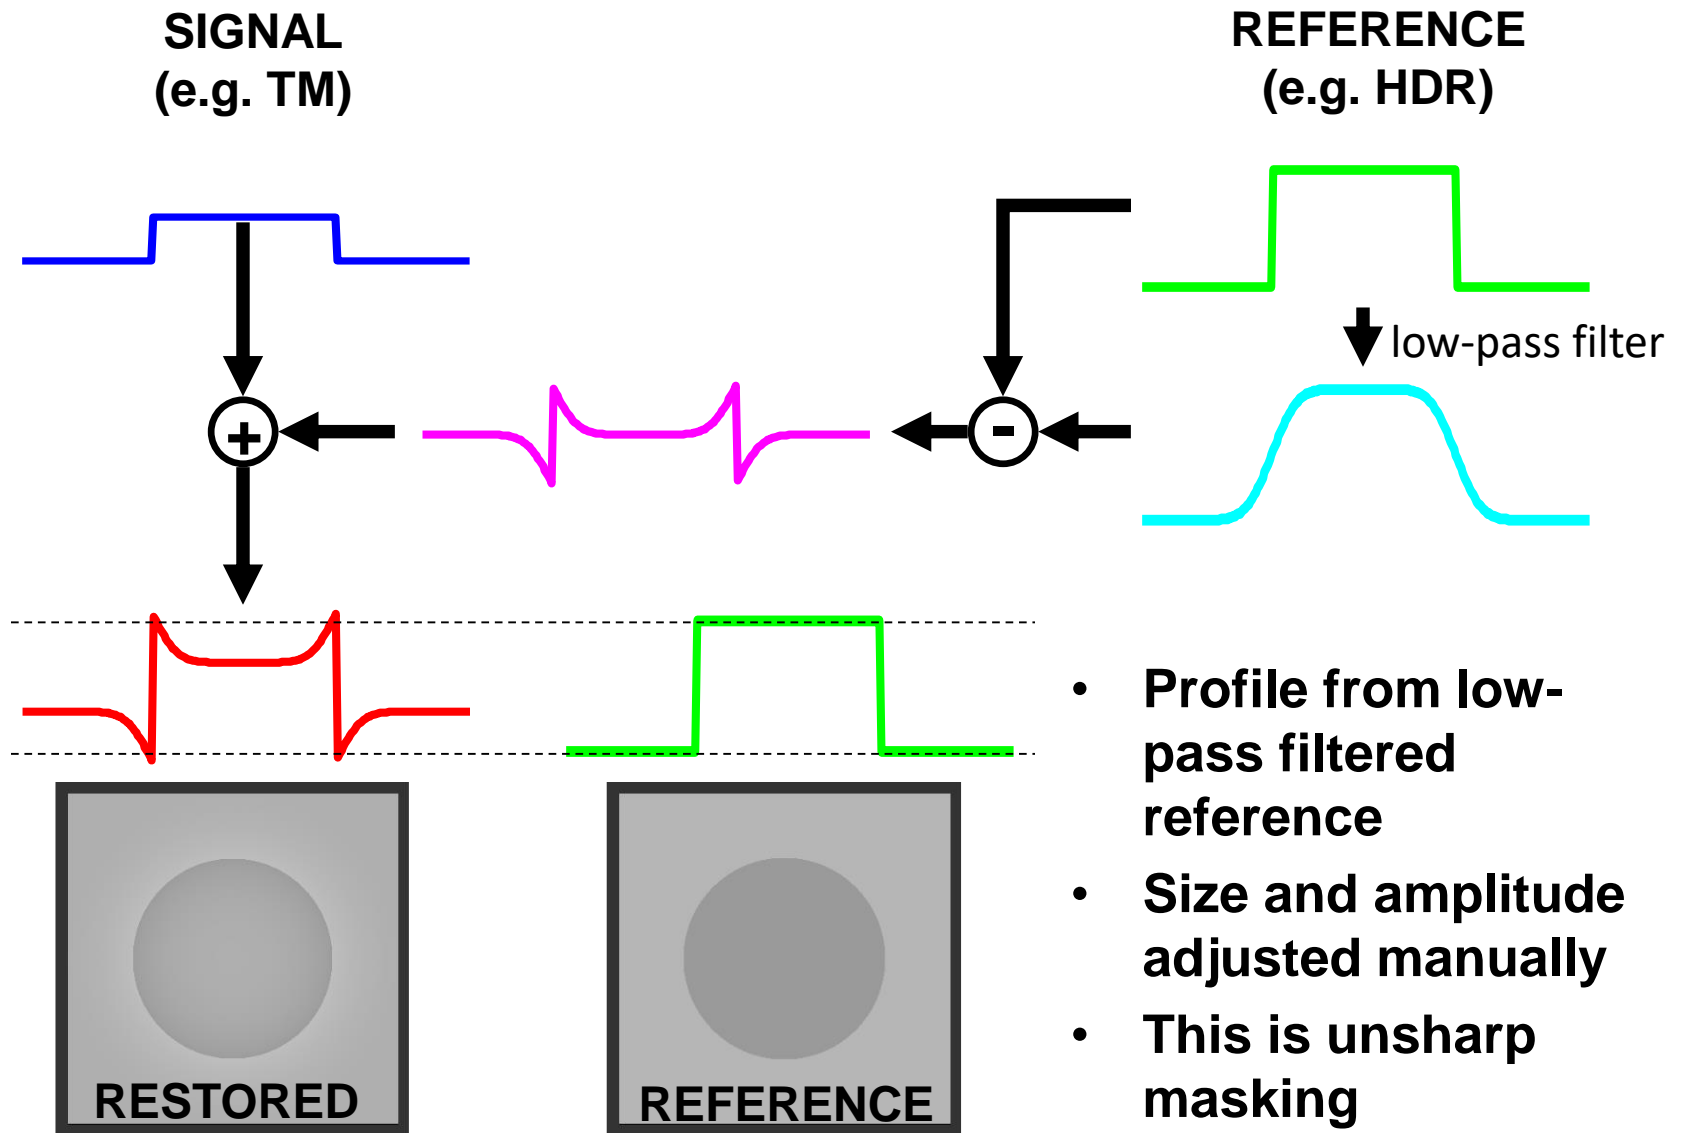 SIGNAL
(e.g. TM)
REFERENCE
(e.g. HDR)
low-pass filter
+
-
• Profile from low-
pass filtered
reference
• Size and amplitude
adjusted manually
• This is unsharp
masking
RESTORED
REFERENCE